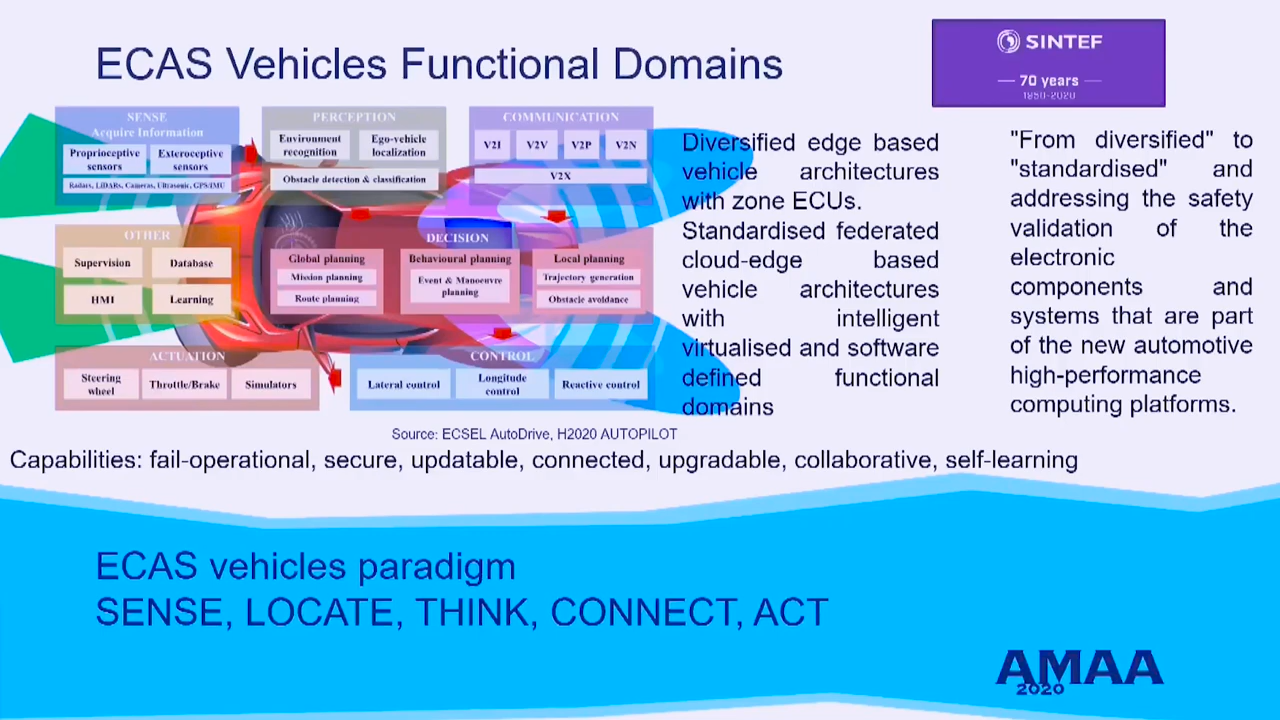 ECAS Vehicles Functional Domains
SINTEF
70 years
1950-2020
SENSE
Acquire Information
Proprioceptive
sensors
Exteroceptive
sensors
Radars, LiDARs, Cameras, Ultrasonic, GPS/IMU
PERCEPTION
Environment
recognition
Ego-vehicle
localization
Obstacle detection & classification
COMMUNICATION
V2I
V2V
V2P
V2N
V2X
OTHER
Supervision
Database
HMI
Learning
DECISION
Global planning
Mission planning
Route planning
Behavioural planning
Event & Manoeuvre
planning
Local planning
Trajectory generation
Obstacle avoidance
ACTUATION
Steering
wheel
Throttle/Brake
Simulators
CONTROL
Lateral control
Longitude
control
Reactive control
Source: ECSEL AutoDrive, H2020 AUTOPILOT
Diversified edge based
vehicle architectures
with zone ECUs.
Standardised federated
cloud-edge based
vehicle architectures
with intelligent
virtualised and software
defined functional
domains
"From diversified" to
"standardised" and
addressing the safety
validation of the
electronic
components and
systems that are part
of the new automotive
high-performance
computing platforms.
Capabilities: fail-operational, secure, updatable, connected, upgradable, collaborative, self-learning
ECAS vehicles paradigm
SENSE, LOCATE, THINK, CONNECT, ACT
AMAA
2020